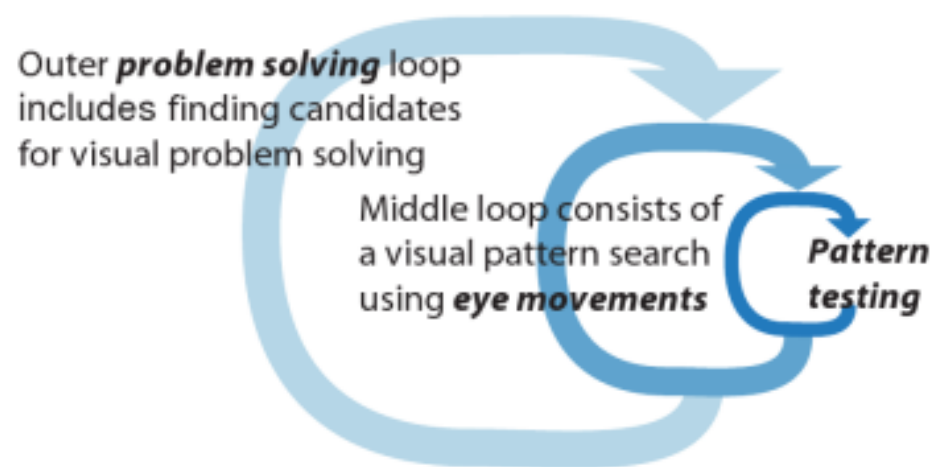 Outer problem solving loop
includes finding candidates
for visual problem solving
Middle loop consists of
a visual pattern search
using eye movements
Pattern
testing